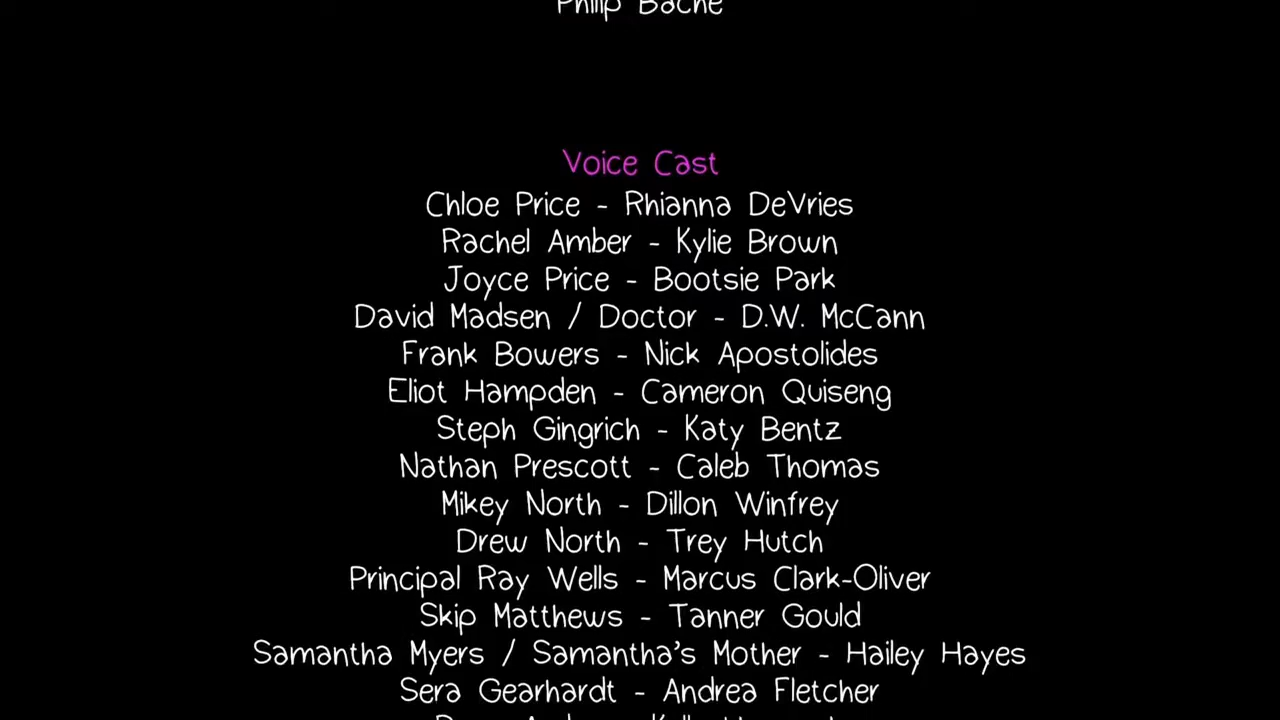 Philip Bache
Voice Cast
Chloe Price - Rhianna DeVries
Rachel Amber - Kylie Brown
Joyce Price - Bootsie Park
David Madsen / Doctor - D.W. McCann
Frank Bowers - Nick Apostolides
Eliot Hampden - Cameron Quiseng
Steph Gingrich - Katy Bentz
Nathan Prescott - Caleb Thomas
Mikey North - Dillon Winfrey
Drew North - Trey Hutch
Principal Ray Wells - Marcus Clark-Oliver
Skip Matthews - Tanner Gould
Samantha Myers / Samantha's Mother - Hailey Hayes
Sera Gearhardt - Andrea Fletcher